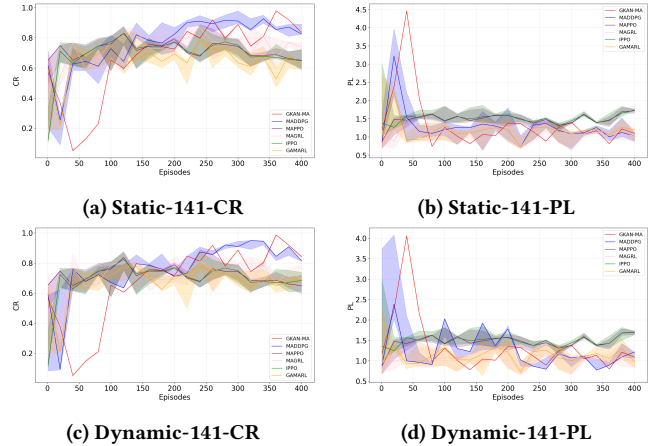 1.0
0.8
0.6
0.4
0.2
CR
0 50 100 150 200 250 300 350 400
Episodes
GKAN-MA
MADDPG
MAPPO
MAGRL
IPPO
GAMARL
(a) Static-141-CR
4.5
4.0
3.5
3.0
2.5
2.0
1.5
1.0
0.5
PL
0 50 100 150 200 250 300 350 400
Episodes
GKAN-MA
MADDPG
MAPPO
MAGRL
IPPO
GAMARL
(b) Static-141-PL
1.0
0.8
0.6
0.4
0.2
CR
0 50 100 150 200 250 300 350 400
Episodes
GKAN-MA
MADDPG
MAPPO
MAGRL
IPPO
GAMARL
(c) Dynamic-141-CR
4.0
3.5
3.0
2.5
2.0
1.5
1.0
0.5
PL
0 50 100 150 200 250 300 350 400
Episodes
GKAN-MA
MADDPG
MAPPO
MAGRL
IPPO
GAMARL
(d) Dynamic-141-PL